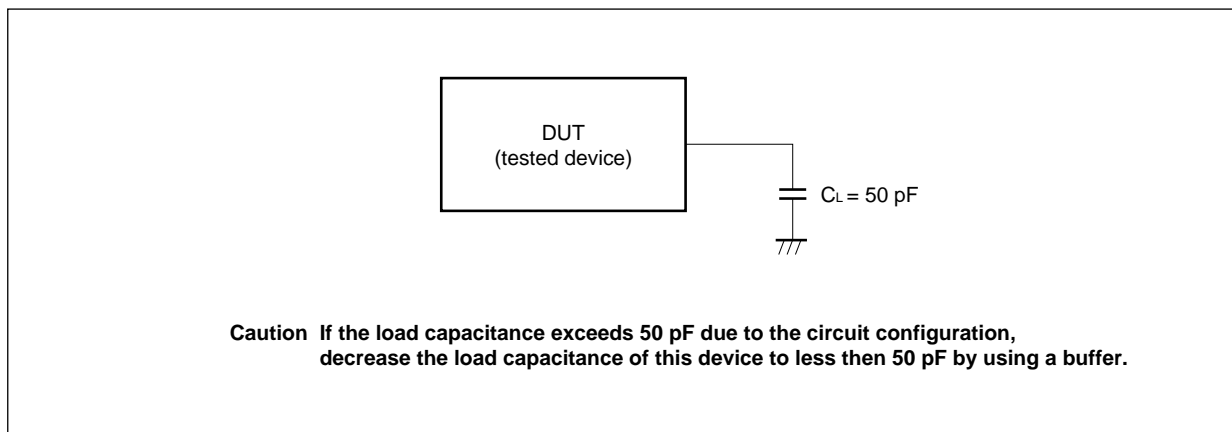 DUT
(tested device)
CL = 50 pF
Caution If the load capacitance exceeds 50 pF due to the circuit configuration,
decrease the load capacitance of this device to less then 50 pF by using a buffer.